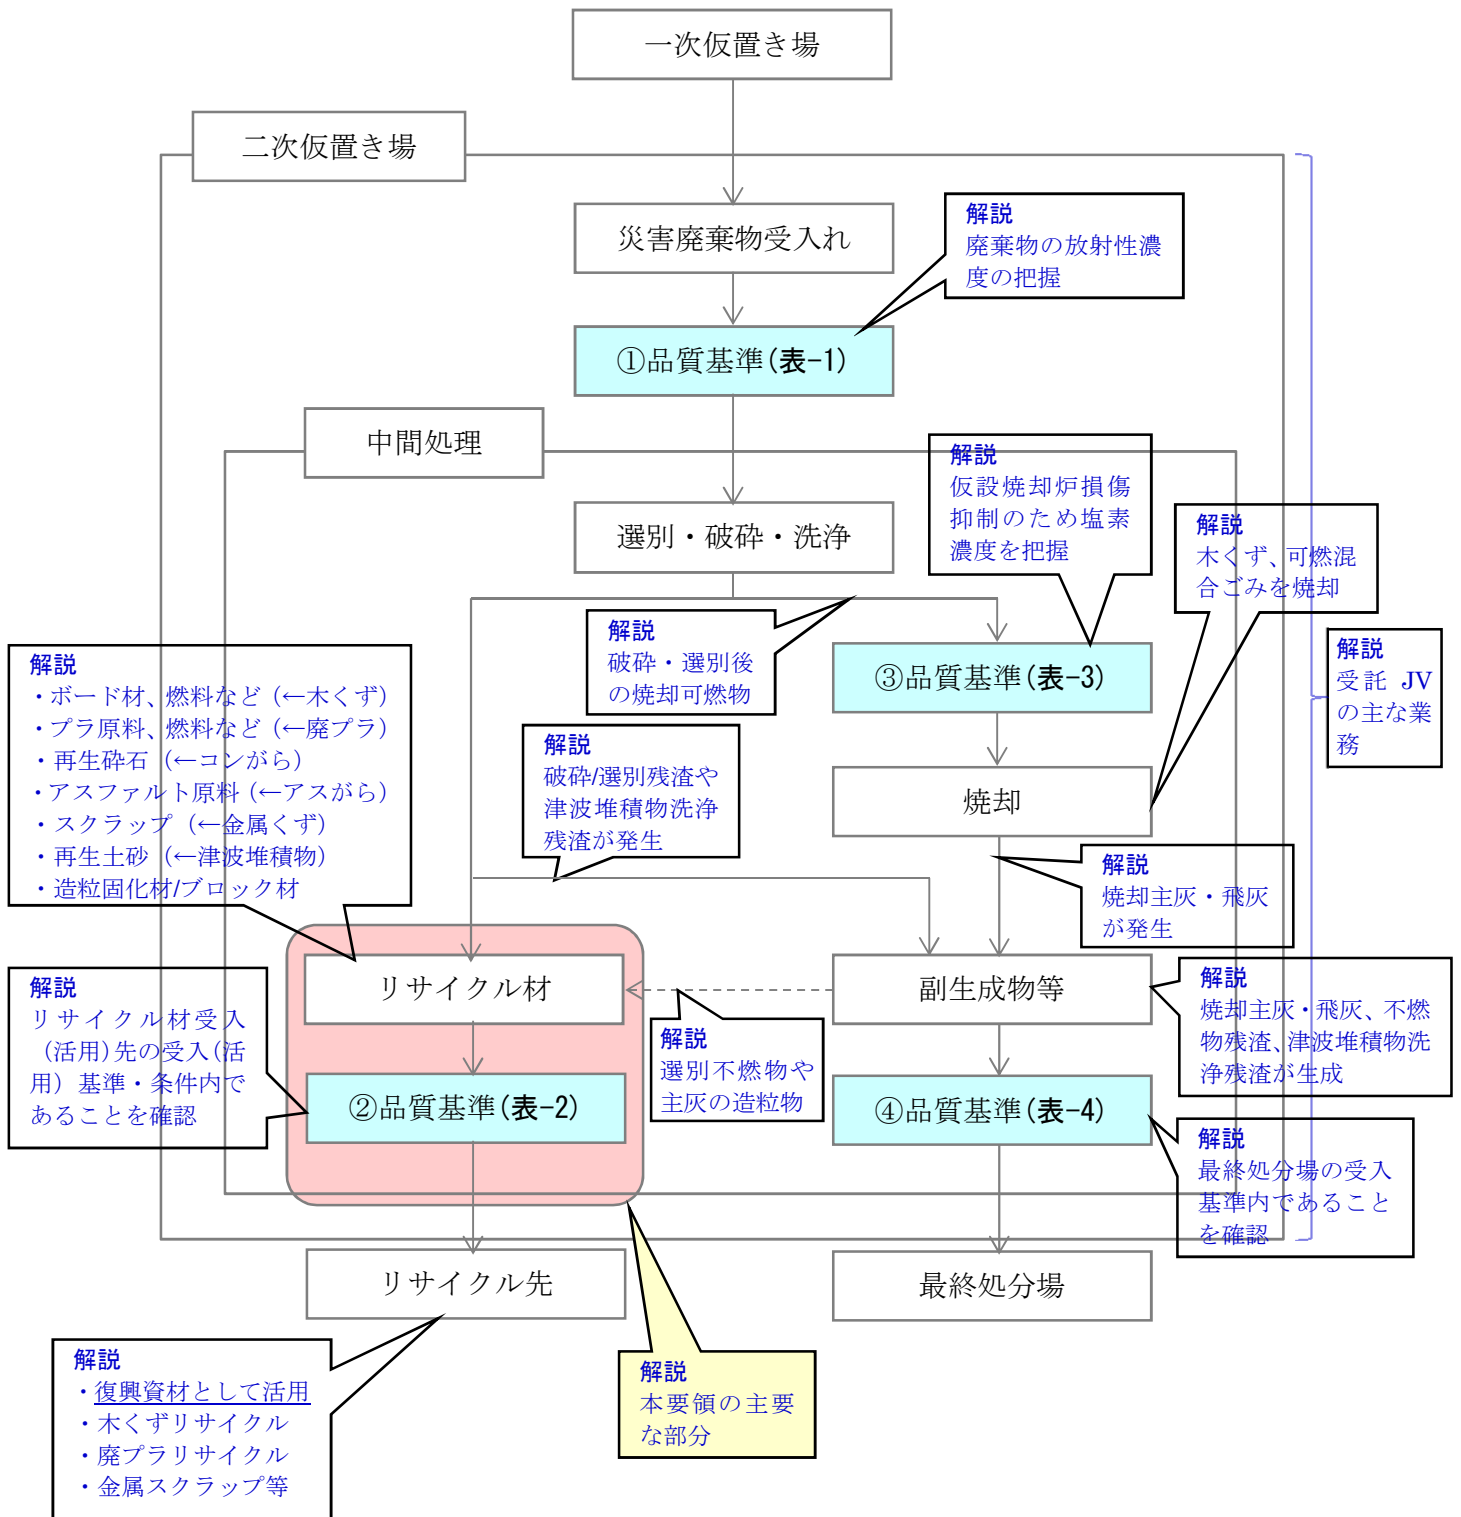 一次仮置き場
二次仮置き場
災害廃棄物受入れ
解説
廃棄物の放射性濃
度の把握
①品質基準(表-1)
中間処理
選別・破砕・洗浄
解説
仮設焼却炉損傷
抑制のため塩素
濃度を把握
解説
木くず、可燃混
合ごみを焼却
解説
破砕・選別後
の焼却可燃物
③品質基準(表-3)
解説
受託 JV
の主な業
務
解説
・ボード材、燃料など（←木くず）
・プラ原料、燃料など（←廃プラ）
・再生砕石（←コンがら）
・アスファルト原料（←アスがら）
・スクラップ（←金属くず）
・再生土砂（←津波堆積物）
・造粒固化材/ブロック材
解説
破砕/選別残渣や
津波堆積物洗浄
残渣が発生
焼却
解説
焼却主灰・飛灰
が発生
リサイクル材
副生成物等
解説
リサイクル材受入
（活用）先の受入（活
用）基準・条件内で
あることを確認
解説
選別不燃物や
主灰の造粒物
解説
焼却主灰・飛灰、不燃
物残渣、津波堆積物洗
浄残渣が生成
②品質基準(表-2)
④品質基準(表-4)
解説
最終処分場の受入
基準内であること
を確認
リサイクル先
最終処分場
解説
・復興資材として活用
・木くずリサイクル
・廃プラリサイクル
・金属スクラップ等
解説
本要領の主要
な部分